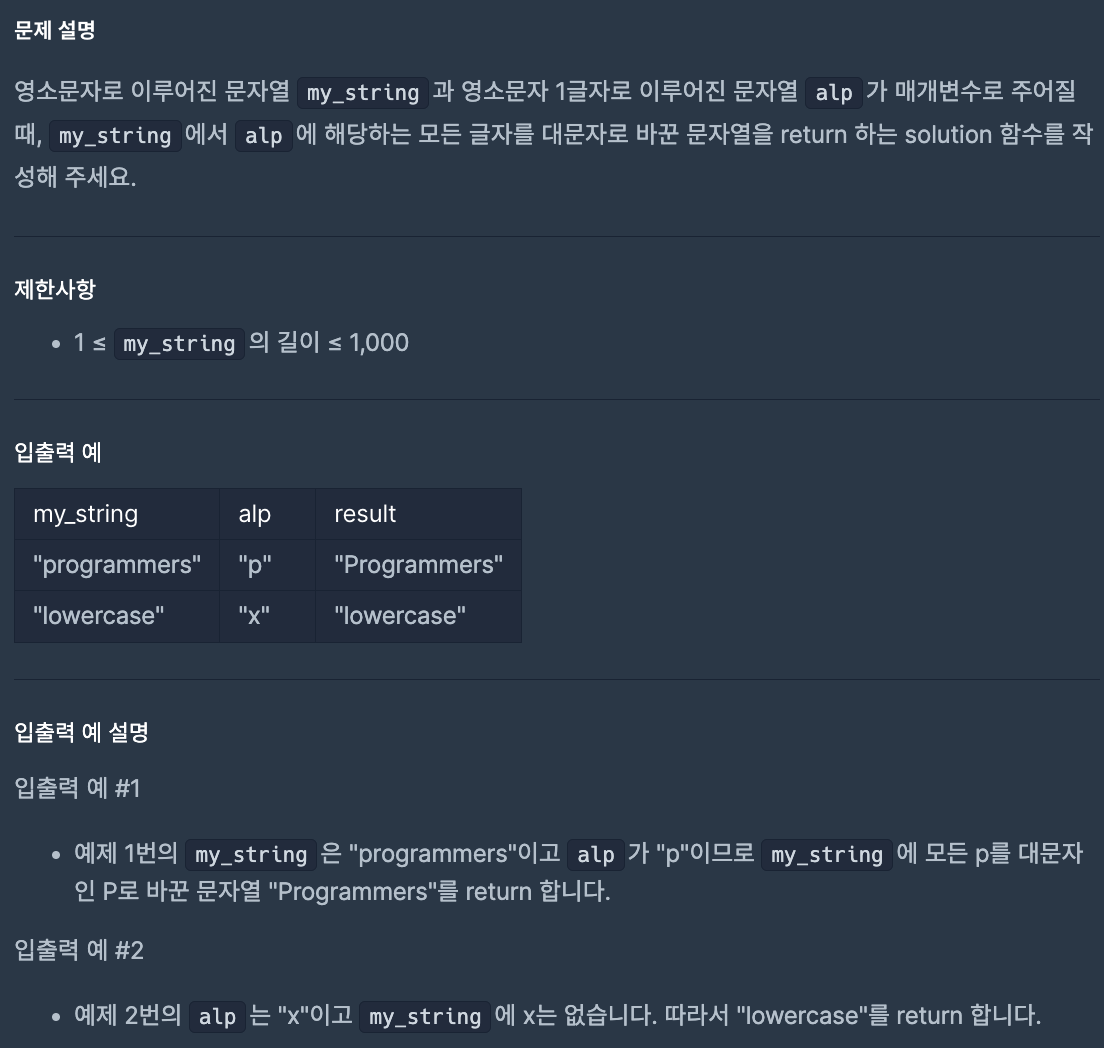 문제 설명
영소문자로 이루어진 문자열 my_string 과 영소문자 1글자로 이루어진 문자열 alp 가 매개변수로 주어질
때, my_string 에서 alp 에 해당하는 모든 글자를 대문자로 바꾼 문자열을 return 하는 solution 함수를 작
성해 주세요.
제한사항
• 1 ≤ my_string 의 길이 ≤ 1,000
입출력 예
my_string alp result
"programmers" "p" "Programmers"
"lowercase" "x" "lowercase"
입출력 예 설명
입출력 예 #1
• 예제 1번의 my_string 은 "programmers"이고 alp 가 "p"이므로 my_string 에 모든 p를 대문자
인 P로 바꾼 문자열 "Programmers"를 return 합니다.
입출력 예 #2
• 예제 2번의 alp 는 "x"이고 my_string 에 x는 없습니다. 따라서 "lowercase"를 return 합니다.